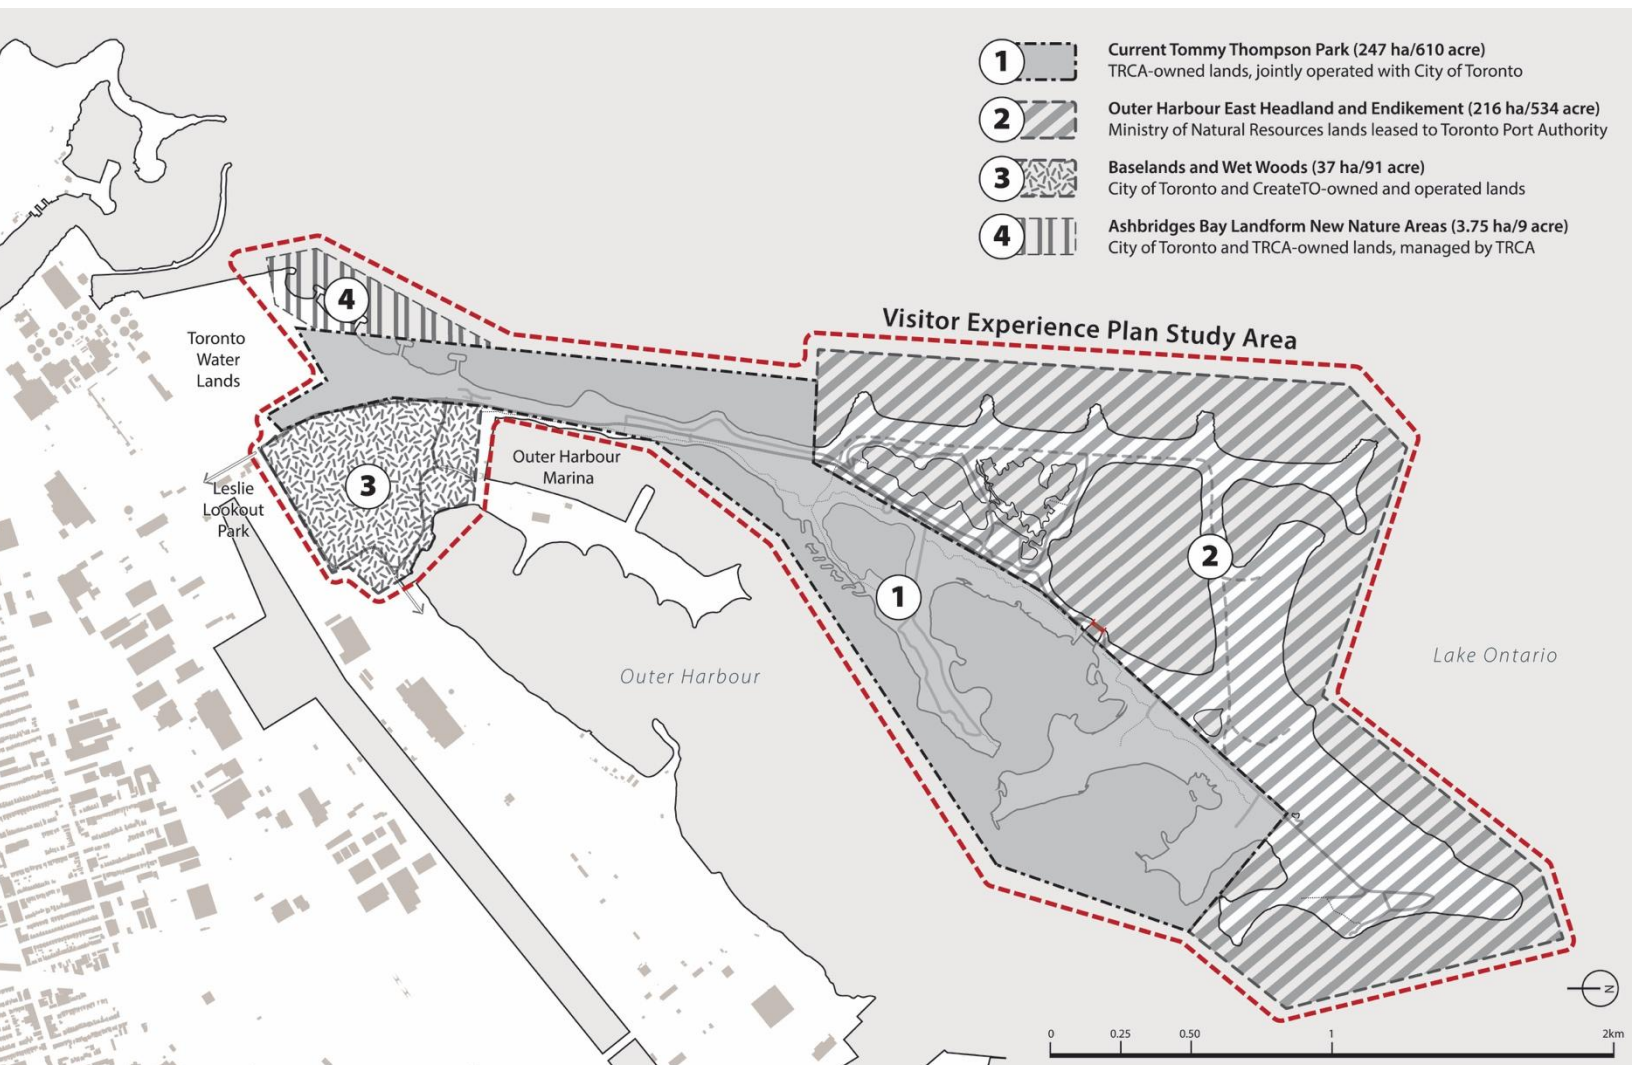 1
Current Tommy Thompson Park (247 ha/610 acre)
TRCA-owned lands, jointly operated with City of Toronto
2
Outer Harbour East Headland and Endikement (216 ha/534 acre)
Ministry of Natural Resources lands leased to Toronto Port Authority
3
Baselands and Wet Woods (37 ha/91 acre)
City of Toronto and CreateTO-owned and operated lands
4
Ashbridges Bay Landform New Nature Areas (3.75 ha/9 acre)
City of Toronto and TRCA-owned lands, managed by TRCA
Visitor Experience Plan Study Area
4
Toronto
Water
Lands
Outer Harbour
Marina
3
Leslie
Lookout
Park
2
1
Lake Ontario
Outer Harbour
N
0 0.25 0.50 1 2km